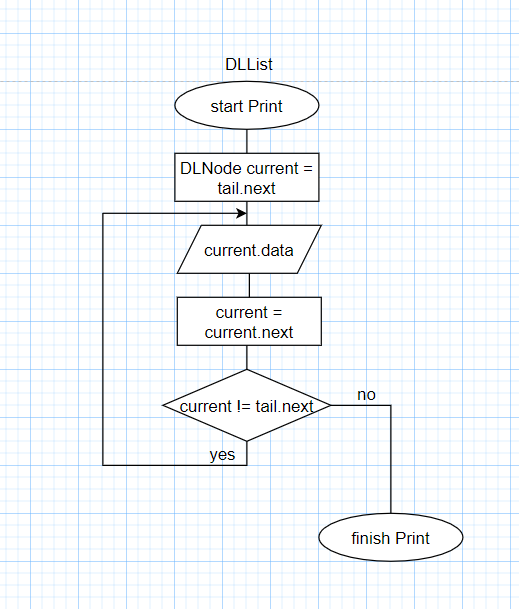 DLList
start Print
DLNode current =
tail.next
current.data
current =
current.next
current != tail.next
no
yes
finish Print